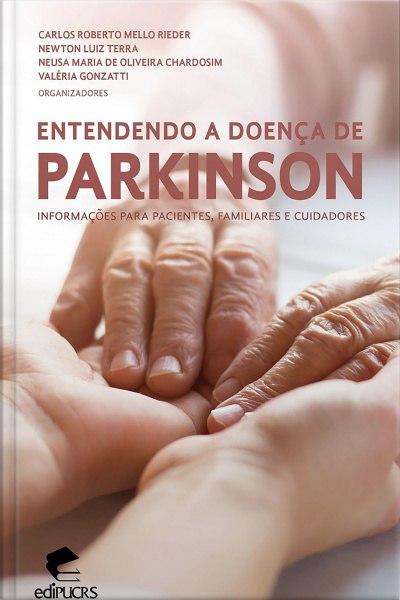 CARLOS ROBERTO MELLO RIEDER
NEWTON LUIZ TERRA
NEUSA MARIA DE OLIVEIRA CHARDOSIM
VALÉRIA GONZATTI
ORGANIZADORES
ENTENDENDO A DOENÇA DE
PARKINSON
INFORMAÇÕES PARA PACIENTES, FAMILIARES E CUIDADORES
ediPUCRS